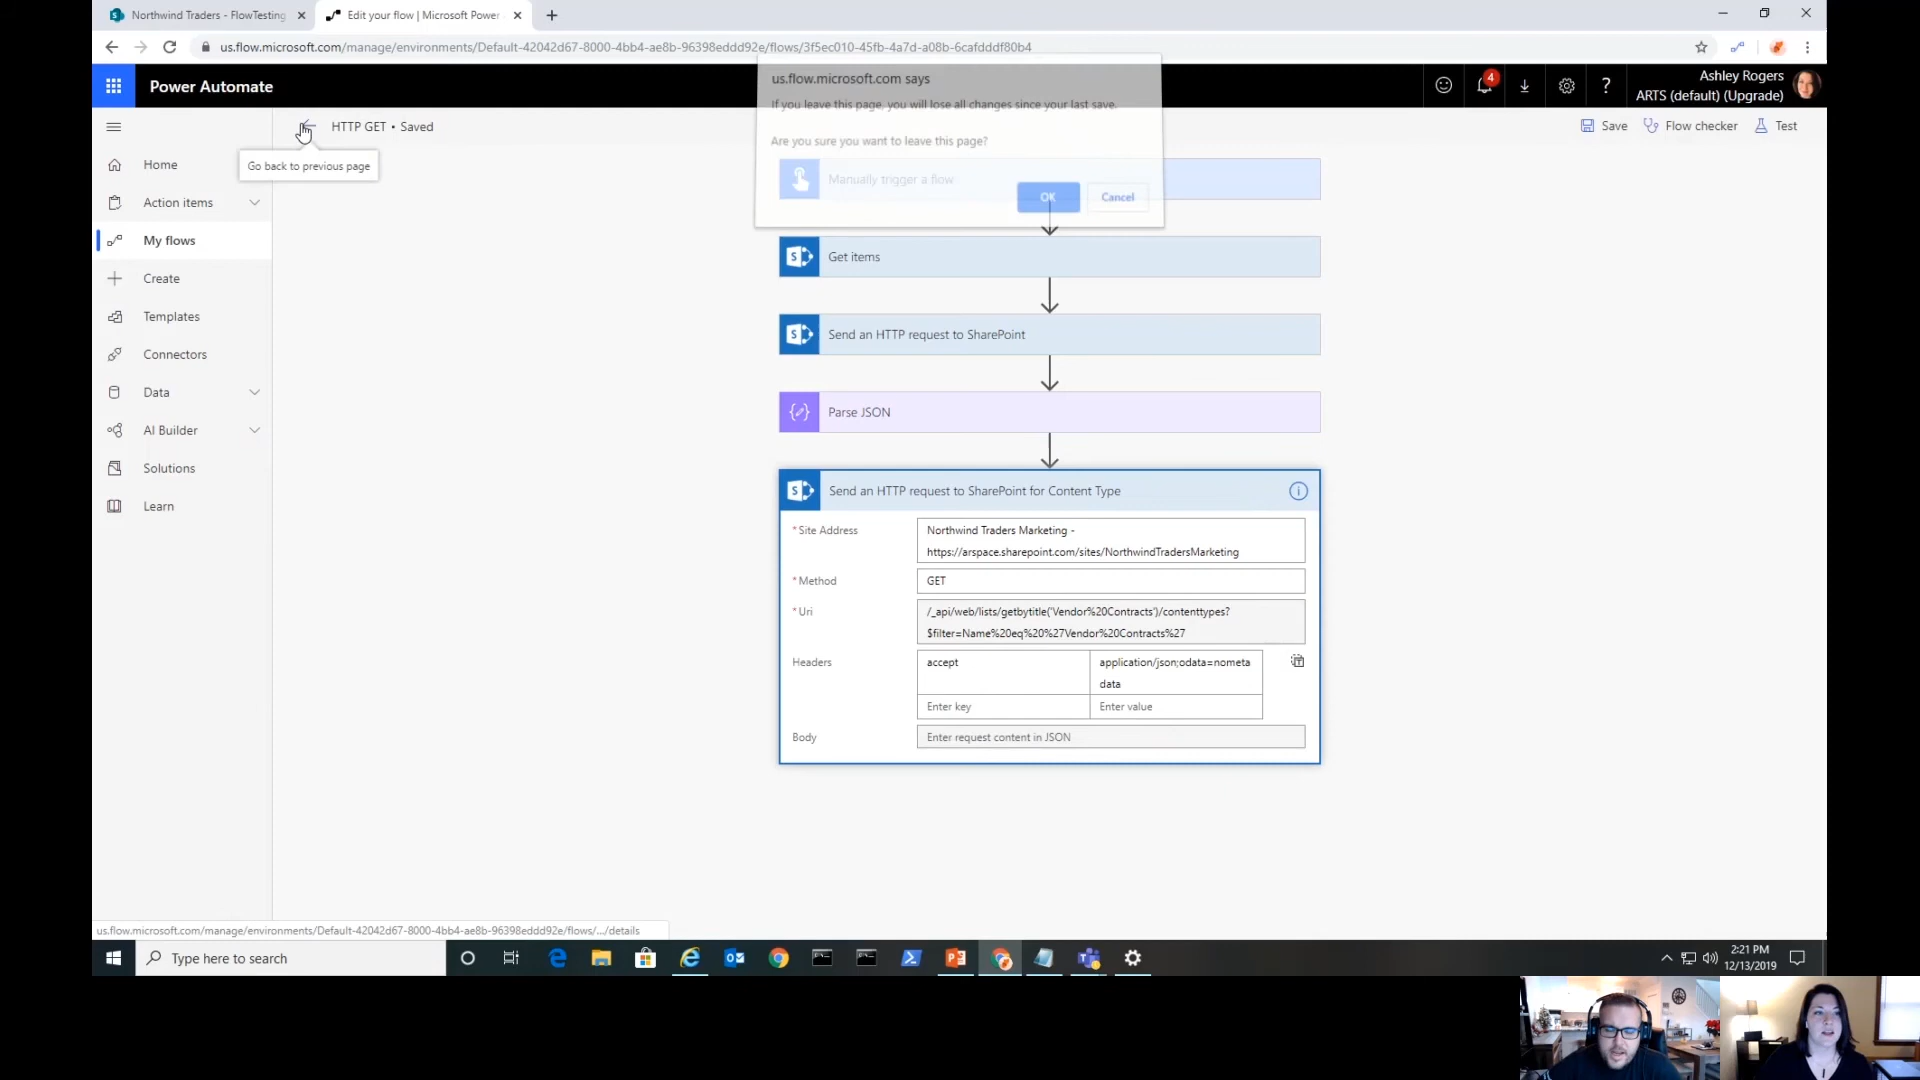 Northwind Traders - FlowTesting
Edit your flow | Microsoft Power
us.flow.microsoft.com/manage/environments/Default-42042d67-8000-4bb4-ae8b-96398eddd92e/flows/3f5ec010-45fb-4a7d-a08b-6cafdddf80b4
Power Automate
4
?
Ashley Rogers
ARTS (default) (Upgrade)
us.flow.microsoft.com says
If you leave this page, you will lose all changes since your last save.
Are you sure you want to leave this page?
OK
Cancel
HTTP GET • Saved
Save
Flow checker
Test
Go back to previous page
Home
Action items
My flows
Create
Templates
Connectors
Data
AI Builder
Solutions
Learn
Manually trigger a flow
Get items
Send an HTTP request to SharePoint
Parse JSON
Send an HTTP request to SharePoint for Content Type
* Site Address
Northwind Traders Marketing -
https://arspace.sharepoint.com/sites/NorthwindTradersMarketing
* Method
GET
* Uri
/_api/web/lists/getbytitle('Vendor%20Contracts')/contenttypes?
$filter=Name%20eq%20%27Vendor%20Contracts%27
Headers
accept
application/json;odata=nometa
data
Enter key
Enter value
Body
Enter request content in JSON
us.flow.microsoft.com/manage/environments/Default-42042d67-8000-4bb4-ae8b-96398eddd92e/flows/.../details
Type here to search
2:21 PM
12/13/2019